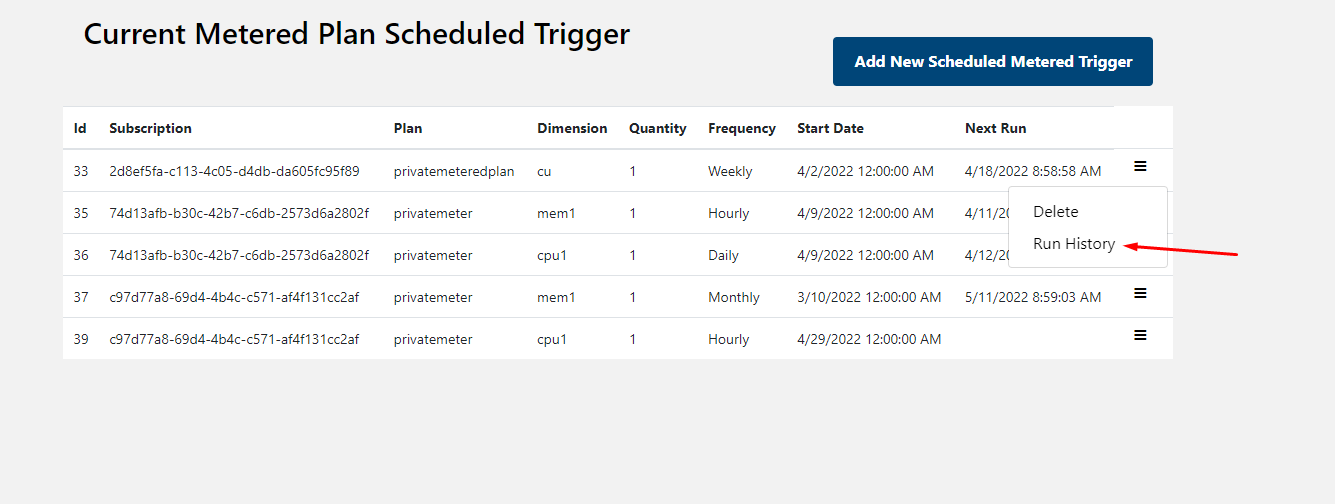 Current Metered Plan Scheduled Trigger
Add New Scheduled Metered Trigger
Id Subscription Plan Dimension Quantity Frequency Start Date Next Run
33 2d8ef5fa-c113-4c05-d4db-da605fc95f89 privatemeteredplan cu 1 Weekly 4/2/2022 12:00:00 AM 4/18/2022 8:58:58 AM
35 74d13afb-b30c-42b7-c6db-2573d6a2802f privatemeter mem1 1 Hourly 4/9/2022 12:00:00 AM 4/11/20
Delete
Run History
36 74d13afb-b30c-42b7-c6db-2573d6a2802f privatemeter cpu1 1 Daily 4/9/2022 12:00:00 AM 4/12/20
37 c97d77a8-69d4-4b4c-c571-af4f131cc2af privatemeter mem1 1 Monthly 3/10/2022 12:00:00 AM 5/11/2022 8:59:03 AM
39 c97d77a8-69d4-4b4c-c571-af4f131cc2af privatemeter cpu1 1 Hourly 4/29/2022 12:00:00 AM